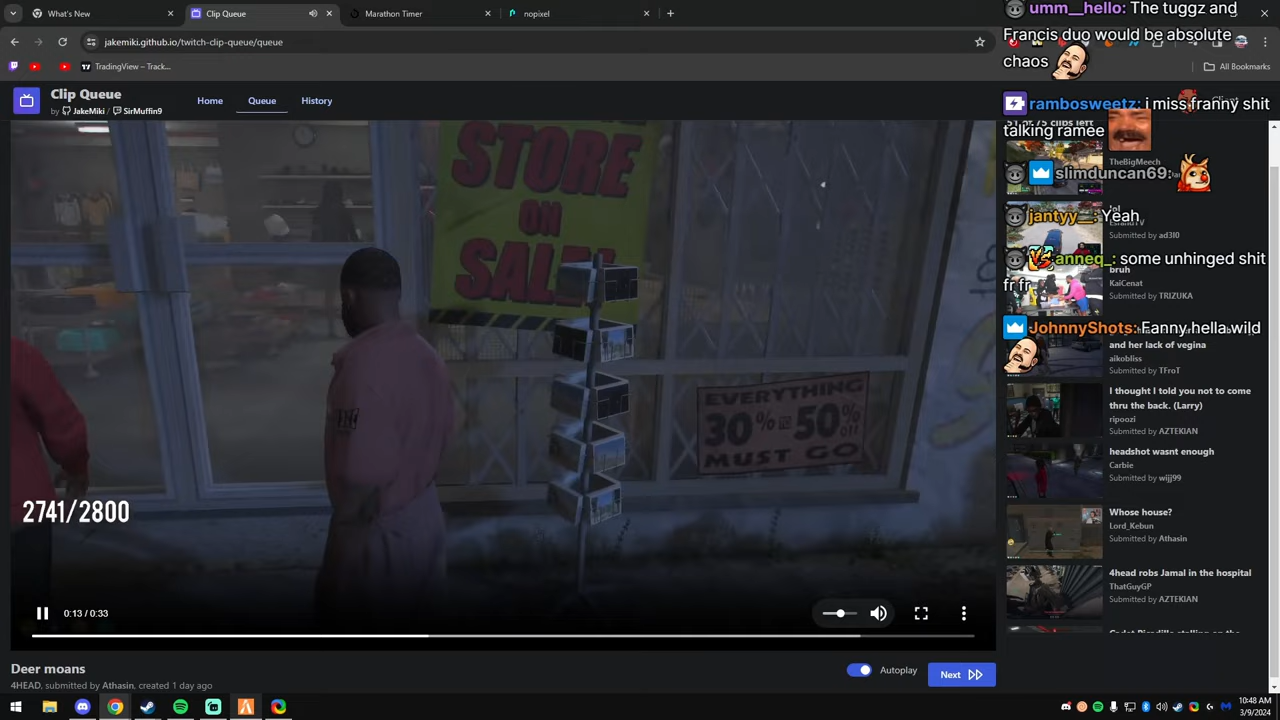 What's New
Clip Queue
Marathon Timer
nopixel
jakemiki.github.io/twitch-clip-queue/queue
TradingView – Track...
All Bookmarks
umm__hello: The tuggz and
Francis duo would be absolute
chaos
Clip Queue
by JakeMiki / SirMuffin9
Home
Queue
History
rambosweetz: i miss franny shit
talking ramee
51 of 75 clips left
TheBigMeech
slimduncan69:
jantyy__: Yeah
Submitted by ad3l0
anneq_: some unhinged shit
fr fr
bruh
KaiCenat
Submitted by TRIZUKA
JohnnyShots: Fanny hella wild
and her lack of vegina
aikobliss
Submitted by TFroT
I thought I told you not to come
thru the back. (Larry)
ripoozi
Submitted by AZTEKIAN
headshot wasnt enough
Carbie
Submitted by wijj99
Whose house?
Lord_Kebun
Submitted by Athasin
4head robs Jamal in the hospital
ThatGuyGP
Submitted by AZTEKIAN
STORE
ON
SALE
EVERYTHING
30% TO 50%
MUST GO
2741/2800
0:13 / 0:33
Deer moans
4HEAD, submitted by Athasin, created 1 day ago
Autoplay
Next
10:48 AM
3/9/2024